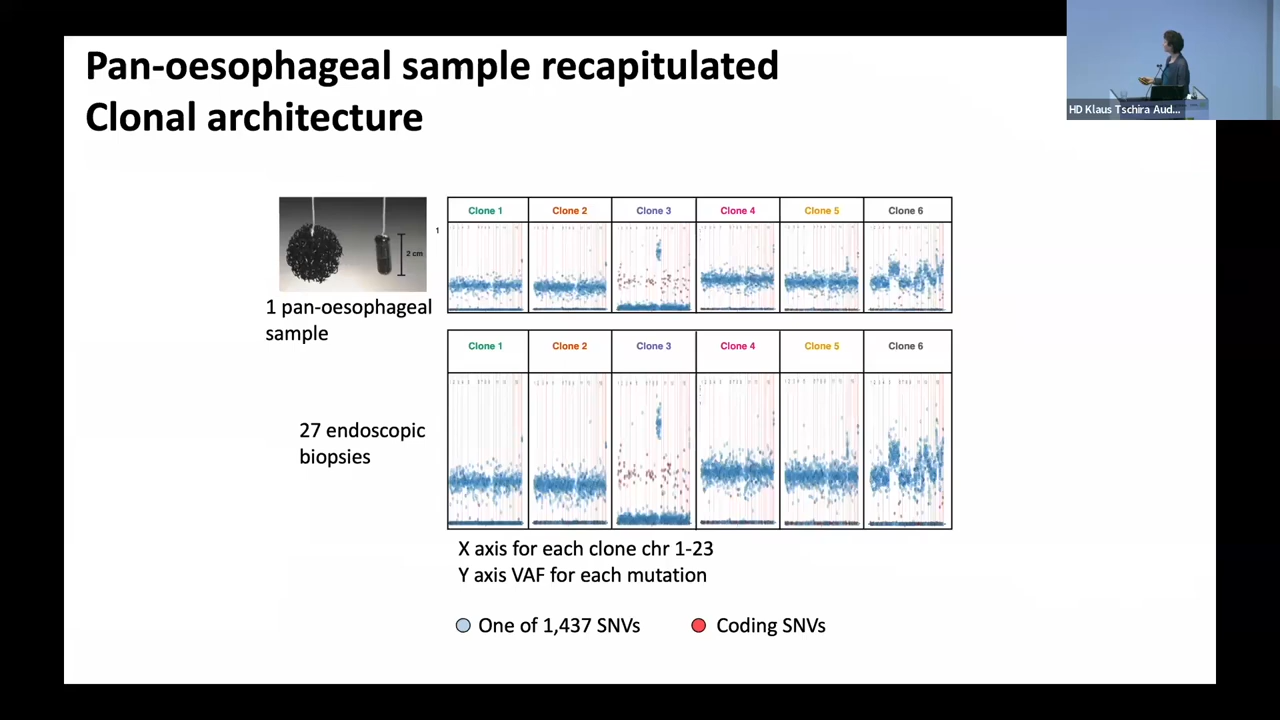 Pan-oesophageal sample recapitulated
Clonal architecture
HD Klaus Tschira Aud...
Clone 1 Clone 2 Clone 3 Clone 4 Clone 5 Clone 6
1
2 cm
1 pan-oesophageal
sample
Clone 1 Clone 2 Clone 3 Clone 4 Clone 5 Clone 6
27 endoscopic
biopsies
X axis for each clone chr 1-23
Y axis VAF for each mutation
One of 1,437 SNVs Coding SNVs